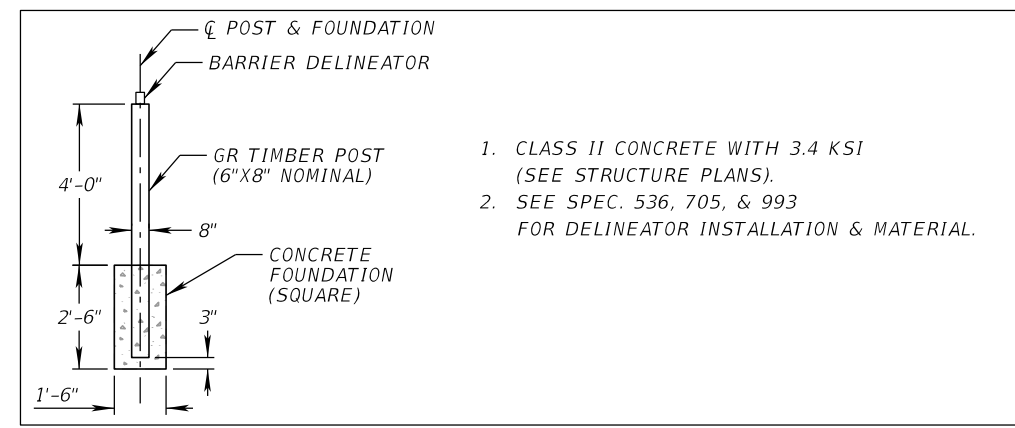 ℄ POST & FOUNDATION
BARRIER DELINEATOR
GR TIMBER POST
(6"X8" NOMINAL)
4'-0"
8"
CONCRETE
FOUNDATION
(SQUARE)
2'-6"
3"
1'-6"
1. CLASS II CONCRETE WITH 3.4 KSI
(SEE STRUCTURE PLANS).
2. SEE SPEC. 536, 705, & 993
FOR DELINEATOR INSTALLATION & MATERIAL.